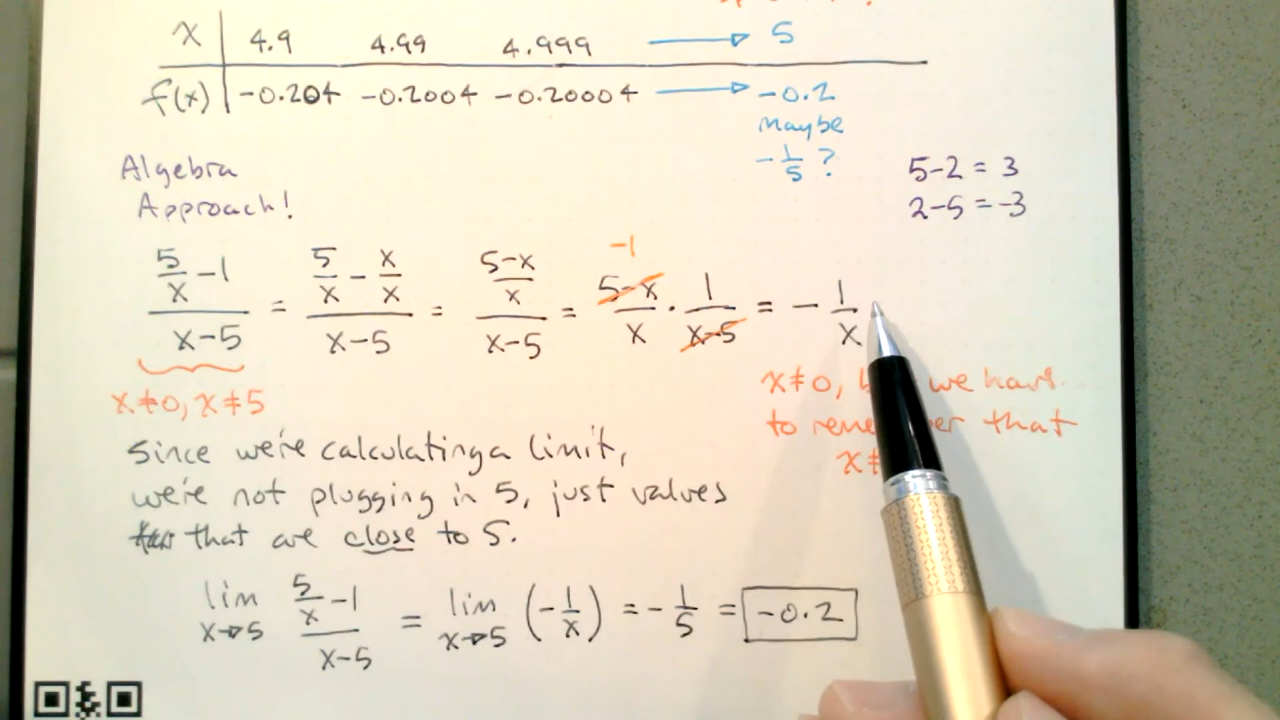 x 4.9 4.99 4.999 → 5
f(x) -0.204 -0.2004 -0.20004 → -0.2
Maybe
-1/5 ?
Algebra
Approach!
5-2 = 3
2-5 = -3
(5/x - 1)/(x-5) = (5/x - x/x)/(x-5) = ((5-x)/x)/(x-5) = (5-x)/x · 1/(x-5) = -1/x
-1
x≠0, x≠5
x≠0, we have
to that
x≠
Since we're calculating a limit,
we're not plugging in 5, just values
that are close to 5.
lim x→5 (5/x - 1)/(x-5) = lim x→5 (-1/x) = -1/5 = -0.2